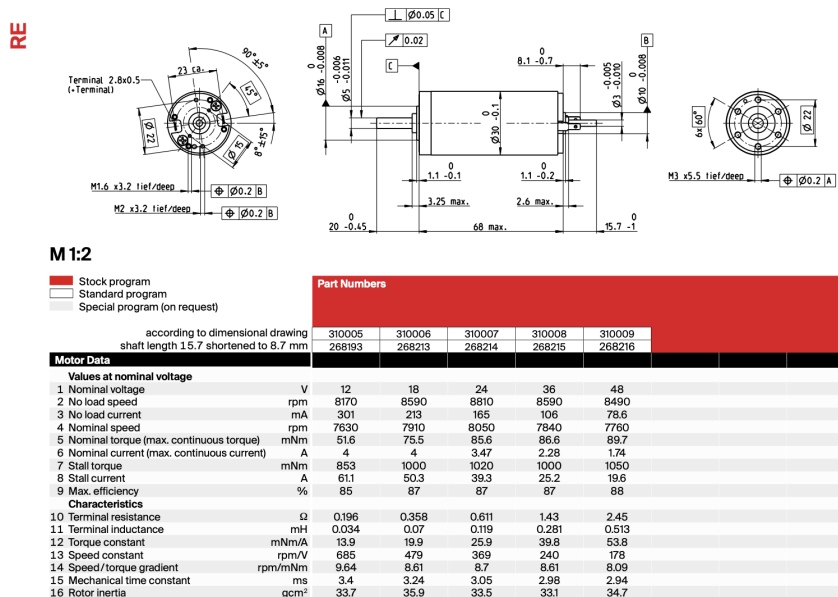 RE
⊥ Ø0.05 C
↗ 0.02
A
C
B
Ø16 0 -0.008
Ø5 -0.006 -0.011
8.1 0 -0.7
Ø3 -0.005 -0.010
Ø10 0 -0.008
Ø30 0 -0.1
23 ca.
90° ±5°
45°
Terminal 2.8x0.5
(+Terminal)
Ø 22
Ø 15
8° ±5°
6x60°
Ø 22
M1.6 x3.2 tief/deep
⌖ Ø0.2 B
M2 x3.2 tief/deep
⌖ Ø0.2 B
M3 x5.5 tief/deep
⌖ Ø0.2 A
1.1 0 -0.1
1.1 0 -0.2
3.25 max.
2.6 max.
20 0 -0.45
68 max.
15.7 0 -1
M 1:2
Stock program
Standard program
Special program (on request)
Part Numbers
according to dimensional drawing 310005 310006 310007 310008 310009
shaft length 15.7 shortened to 8.7 mm 268193 268213 268214 268215 268216
Motor Data
Values at nominal voltage
1 Nominal voltage V 12 18 24 36 48
2 No load speed rpm 8170 8590 8810 8590 8490
3 No load current mA 301 213 165 106 78.6
4 Nominal speed rpm 7630 7910 8050 7840 7760
5 Nominal torque (max. continuous torque) mNm 51.6 75.5 85.6 86.6 89.7
6 Nominal current (max. continuous current) A 4 4 3.47 2.28 1.74
7 Stall torque mNm 853 1000 1020 1000 1050
8 Stall current A 61.1 50.3 39.3 25.2 19.6
9 Max. efficiency % 85 87 87 87 88
Characteristics
10 Terminal resistance Ω 0.196 0.358 0.611 1.43 2.45
11 Terminal inductance mH 0.034 0.07 0.119 0.281 0.513
12 Torque constant mNm/A 13.9 19.9 25.9 39.8 53.8
13 Speed constant rpm/V 685 479 369 240 178
14 Speed/torque gradient rpm/mNm 9.64 8.61 8.7 8.61 8.09
15 Mechanical time constant ms 3.4 3.24 3.05 2.98 2.94
16 Rotor inertia gcm² 33.7 35.9 33.5 33.1 34.7